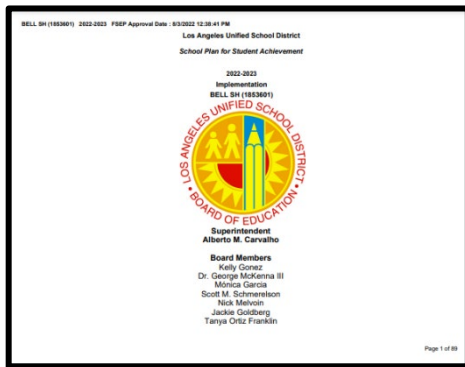 BELL SH (1853601) 2022-2023 FSEP Approval Date : 8/3/2022 12:38:41 PM
Los Angeles Unified School District
School Plan for Student Achievement
2022-2023
Implementation
BELL SH (1853601)
LOS ANGELES UNIFIED SCHOOL DISTRICT
• BOARD OF EDUCATION •
Superintendent
Alberto M. Carvalho
Board Members
Kelly Gonez
Dr. George McKenna III
Mónica García
Scott M. Schmerelson
Nick Melvoin
Jackie Goldberg
Tanya Ortiz Franklin
Page 1 of 89